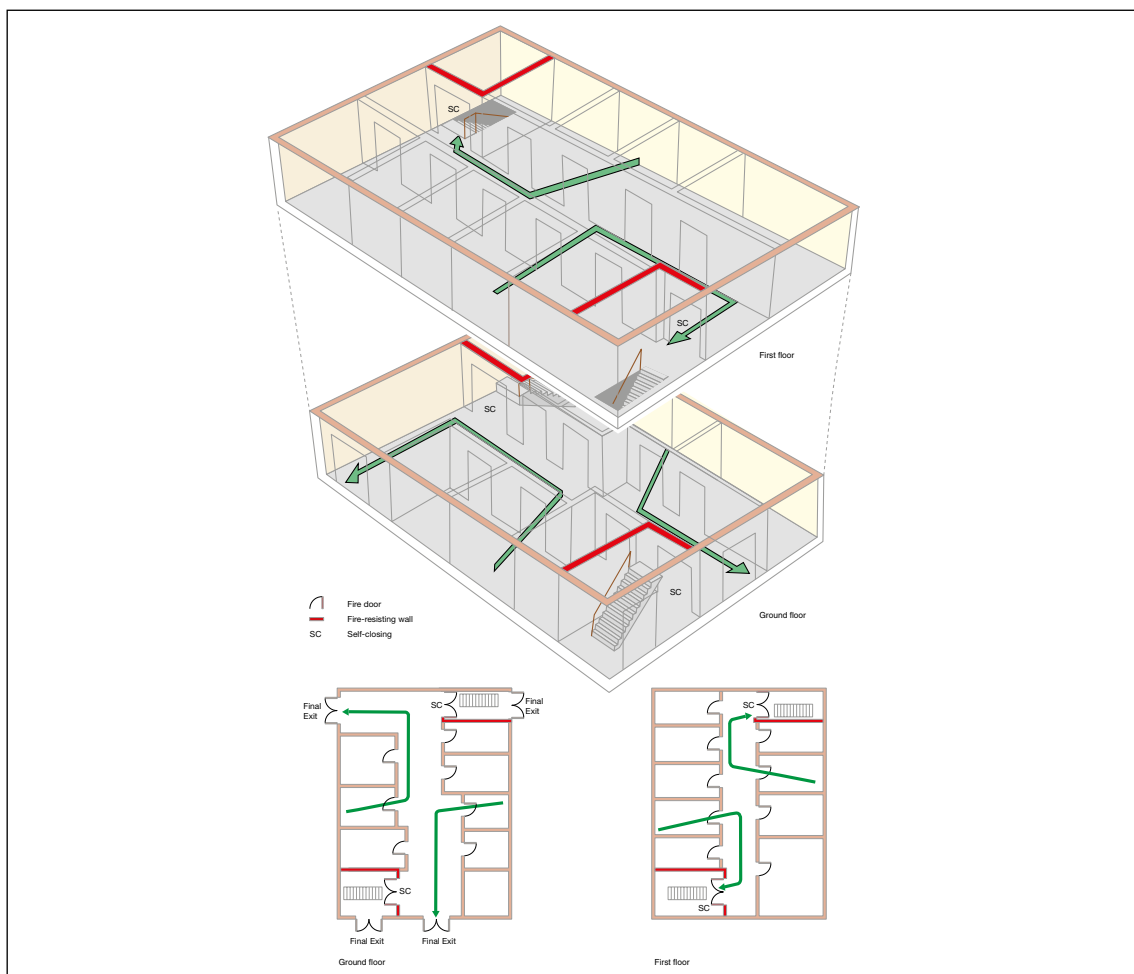 SC
SC
First floor
SC
SC
Ground floor
Fire door
Fire-resisting wall
SC Self-closing
Final
Exit
SC
Final
Exit
SC
Final Exit
Final Exit
Ground floor
SC
SC
First floor